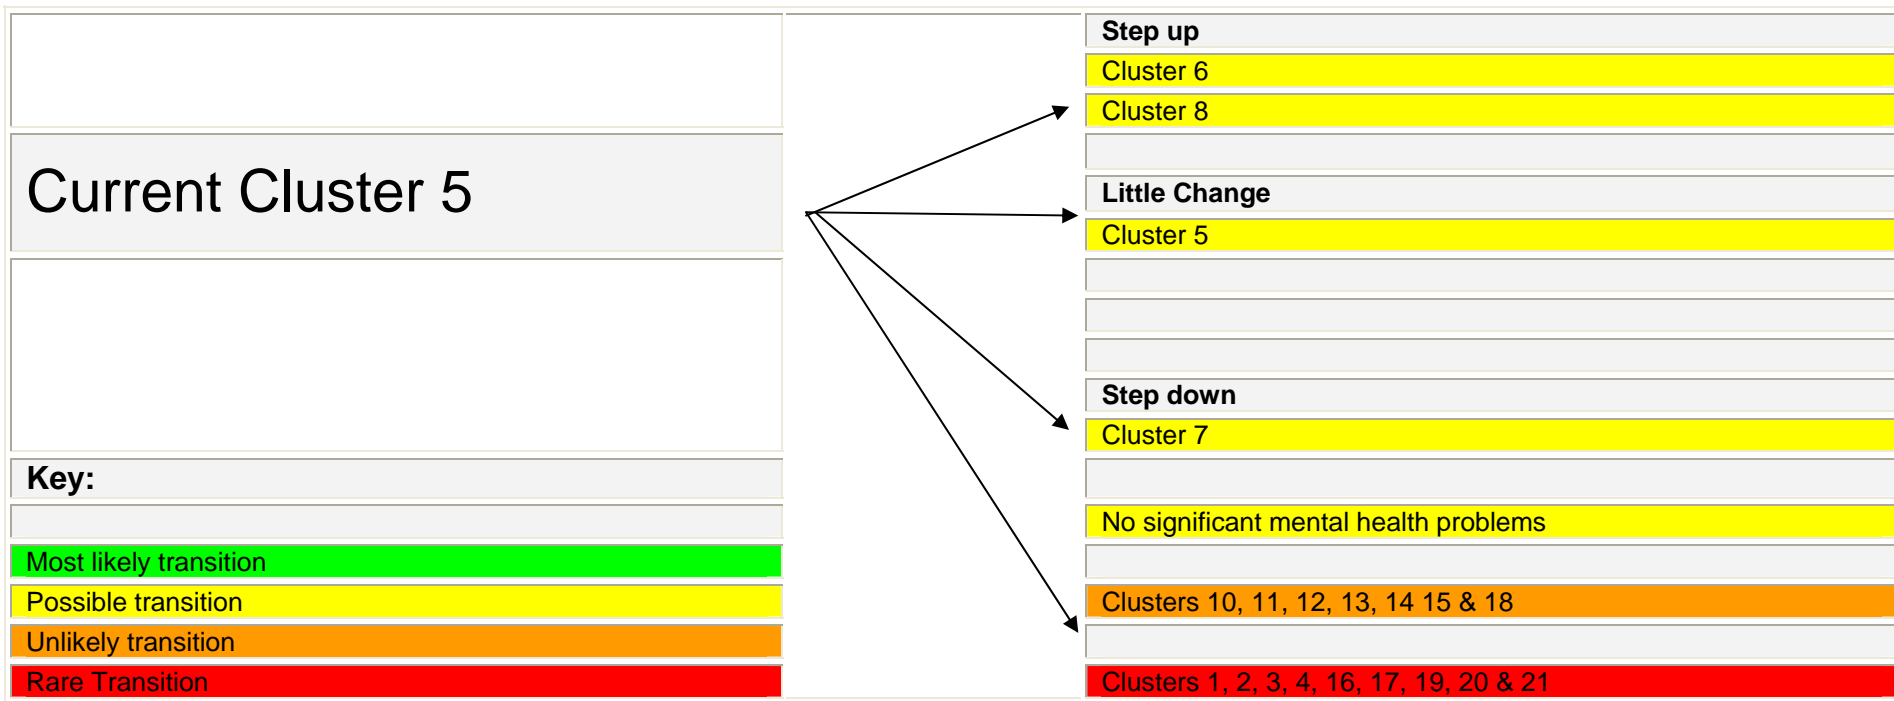 Current Cluster 5
Key:
Most likely transition
Possible transition
Unlikely transition
Rare Transition
Step up
Cluster 6
Cluster 8
Little Change
Cluster 5
Step down
Cluster 7
No significant mental health problems
Clusters 10, 11, 12, 13, 14 15 & 18
Clusters 1, 2, 3, 4, 16, 17, 19, 20 & 21